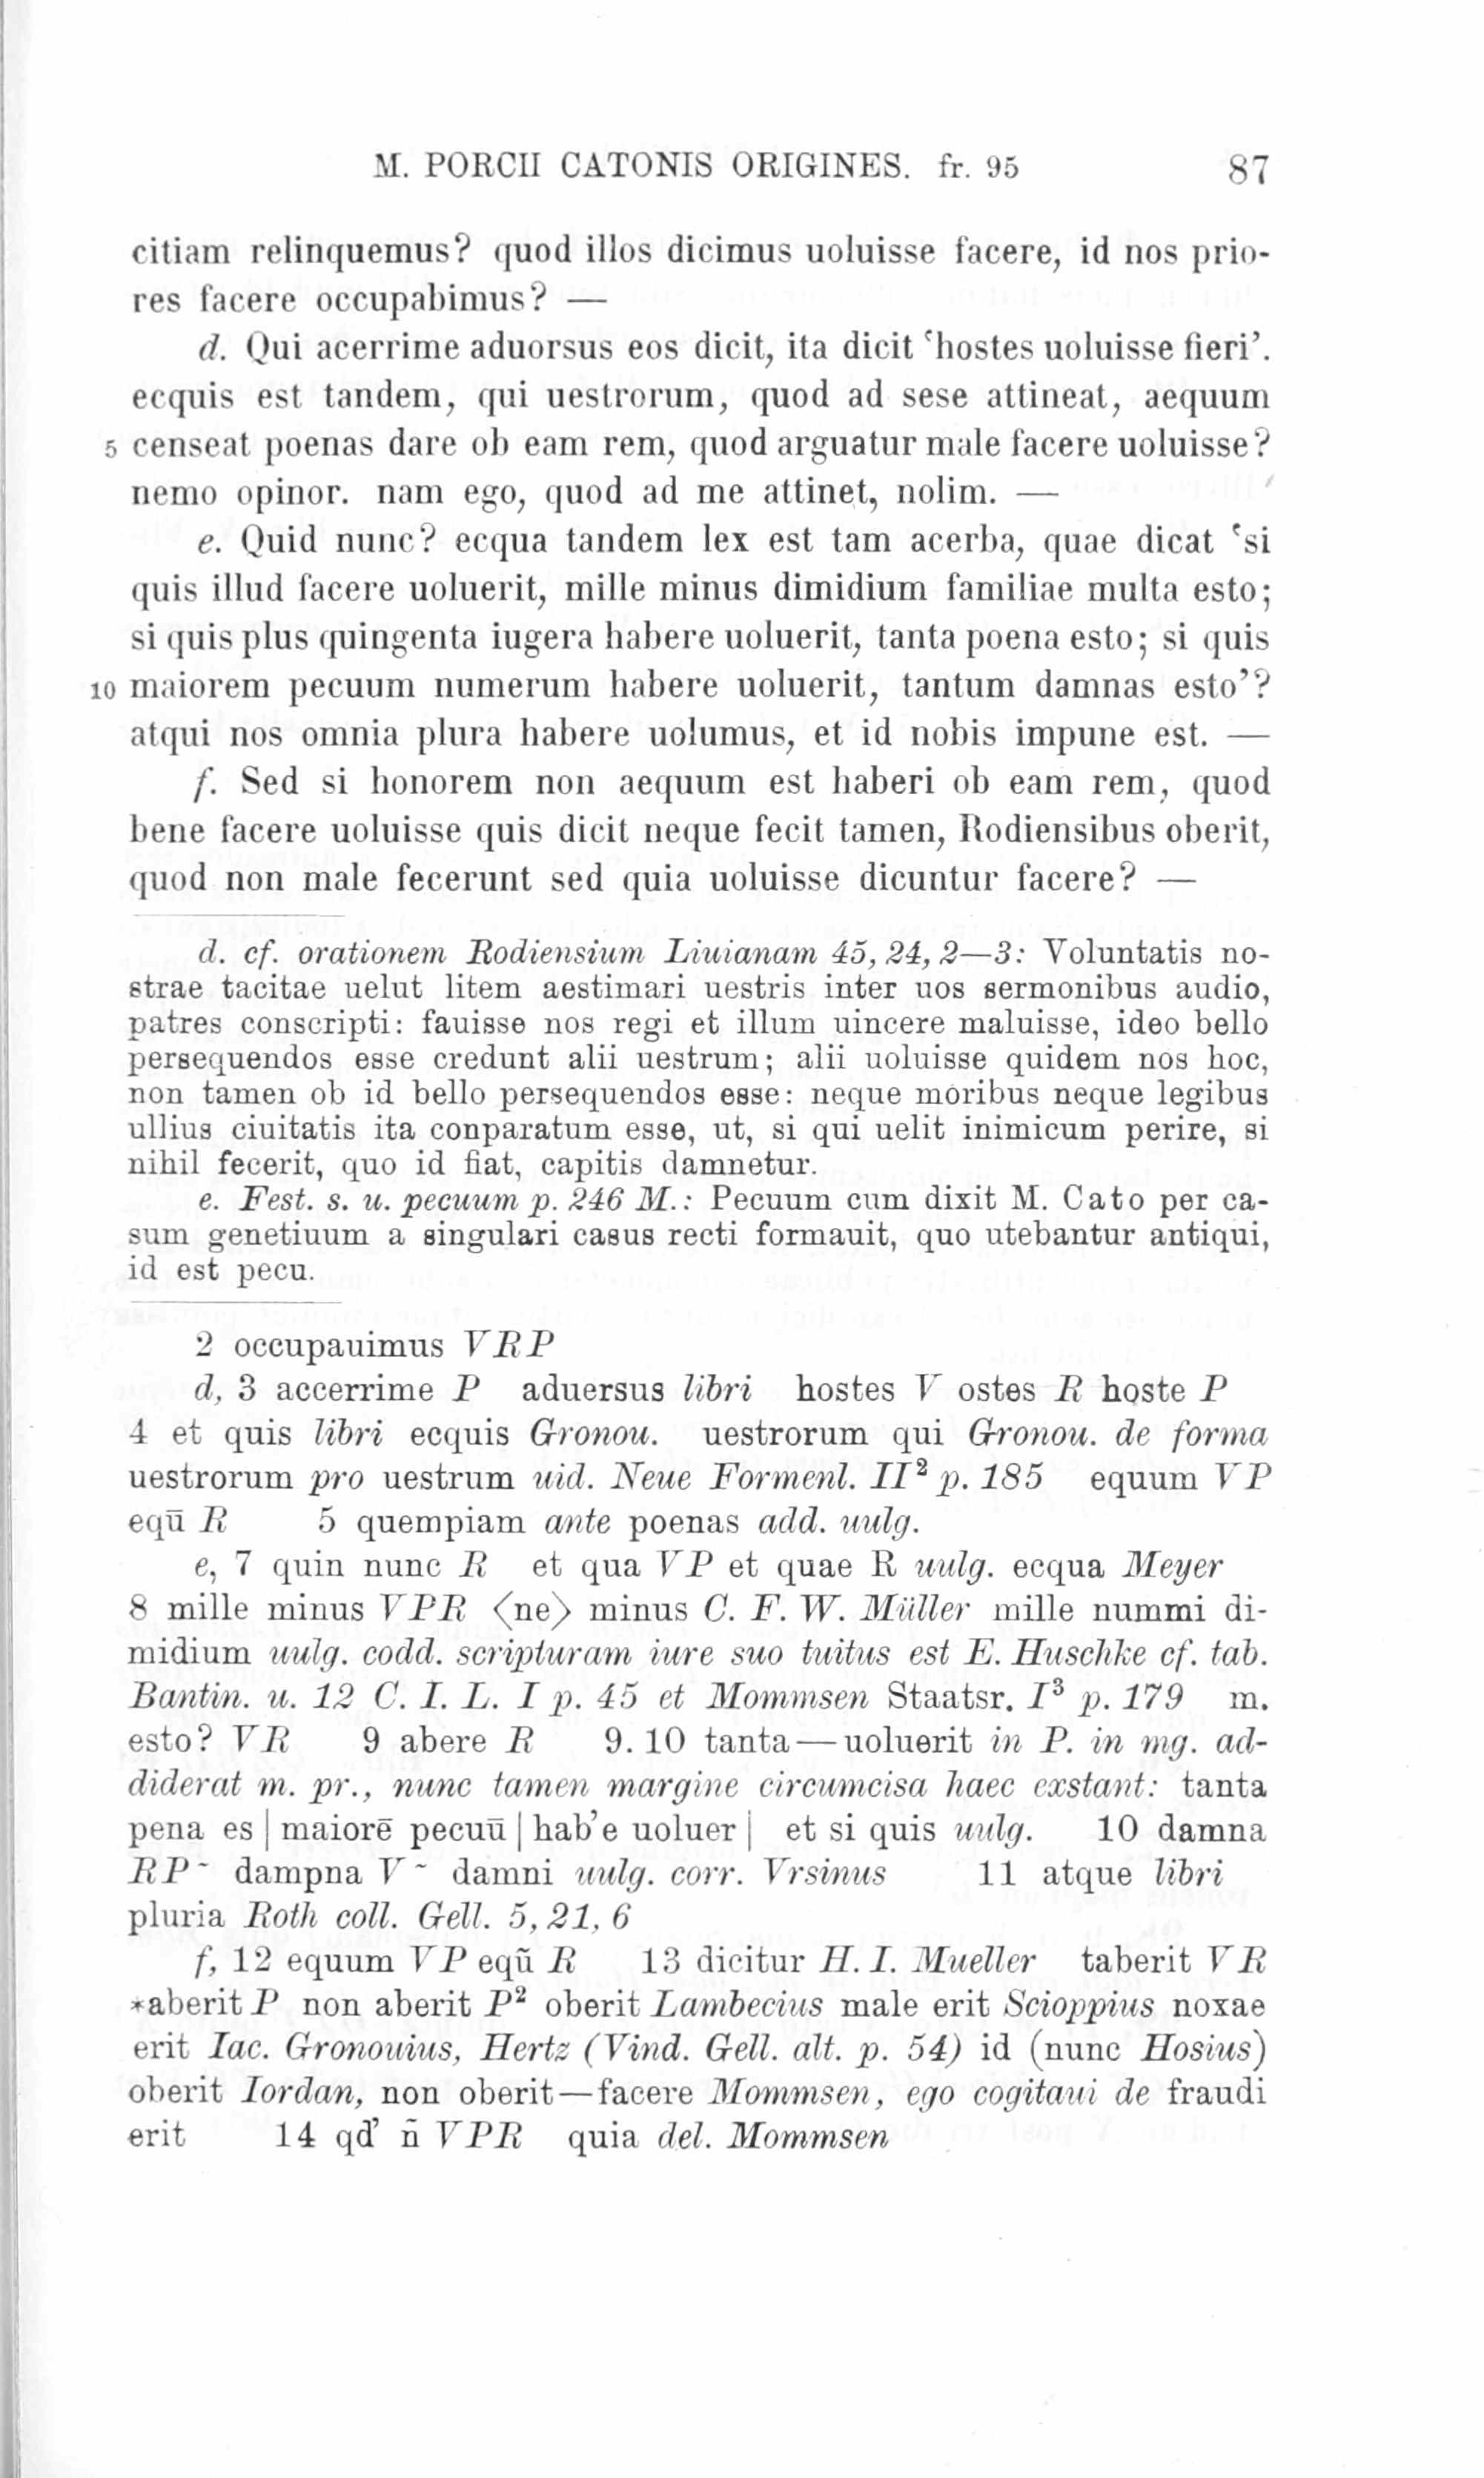 M. PORCII CATONIS ORIGINES. fr. 95 87
citiam relinquemus? quod illos dicimus uoluisse facere, id nos prio-
res facere occupabimus? —
d. Qui acerrime aduorsus eos dicit, ita dicit ‘hostes uoluisse fieri’.
ecquis est tandem, qui uestrorum, quod ad sese attineat, aequum
5 censeat poenas dare ob eam rem, quod arguatur male facere uoluisse?
nemo opinor. nam ego, quod ad me attinet, nolim. —
e. Quid nunc? ecqua tandem lex est tam acerba, quae dicat ‘si
quis illud facere uoluerit, mille minus dimidium familiae multa esto;
si quis plus quingenta iugera habere uoluerit, tanta poena esto; si quis
10 maiorem pecuum numerum habere uoluerit, tantum damnas esto’?
atqui nos omnia plura habere uolumus, et id nobis impune est. —
f. Sed si honorem non aequum est haberi ob eam rem, quod
bene facere uoluisse quis dicit neque fecit tamen, Rodiensibus oberit,
quod non male fecerunt sed quia uoluisse dicuntur facere? —
d. cf. orationem Rodiensium Liuianam 45, 24, 2—3: Voluntatis no-
strae tacitae uelut litem aestimari uestris inter uos sermonibus audio,
patres conscripti: fauisse nos regi et illum uincere maluisse, ideo bello
persequendos esse credunt alii uestrum; alii uoluisse quidem nos hoc,
non tamen ob id bello persequendos esse: neque moribus neque legibus
ullius ciuitatis ita conparatum esse, ut, si qui uelit inimicum perire, si
nihil fecerit, quo id fiat, capitis damnetur.
e. Fest. s. u. pecuum p. 246 M.: Pecuum cum dixit M. Cato per ca-
sum genetiuum a singulari casus recti formauit, quo utebantur antiqui,
id est pecu.
2 occupauimus VRP
d, 3 accerrime P aduersus libri hostes V ostes R hoste P
4 et quis libri ecquis Gronou. uestrorum qui Gronou. de forma
uestrorum pro uestrum uid. Neue Formenl. II² p. 185 equum VP
eqū R 5 quempiam ante poenas add. uulg.
e, 7 quin nunc R et qua VP et quae R uulg. ecqua Meyer
8 mille minus VPR ⟨ne⟩ minus C. F. W. Müller mille nummi di-
midium uulg. codd. scripturam iure suo tuitus est E. Huschke cf. tab.
Bantin. u. 12 C. I. L. I p. 45 et Mommsen Staatsr. I³ p. 179 m.
esto? VR 9 abere R 9. 10 tanta—uoluerit in P. in mg. ad-
diderat m. pr., nunc tamen margine circumcisa haec exstant: tanta
pena es | maiorē pecuū | hab’e uoluer | et si quis uulg. 10 damna
RP~ dampna V~ damni uulg. corr. Vrsinus 11 atque libri
pluria Roth coll. Gell. 5, 21, 6
f, 12 equum VP eqū R 13 dicitur H. I. Mueller taberit VR
*aberit P non aberit P² oberit Lambecius male erit Scioppius noxae
erit Iac. Gronouius, Hertz (Vind. Gell. alt. p. 54) id (nunc Hosius)
oberit Iordan, non oberit—facere Mommsen, ego cogitaui de fraudi
erit 14 qd’ n̄ VPR quia del. Mommsen